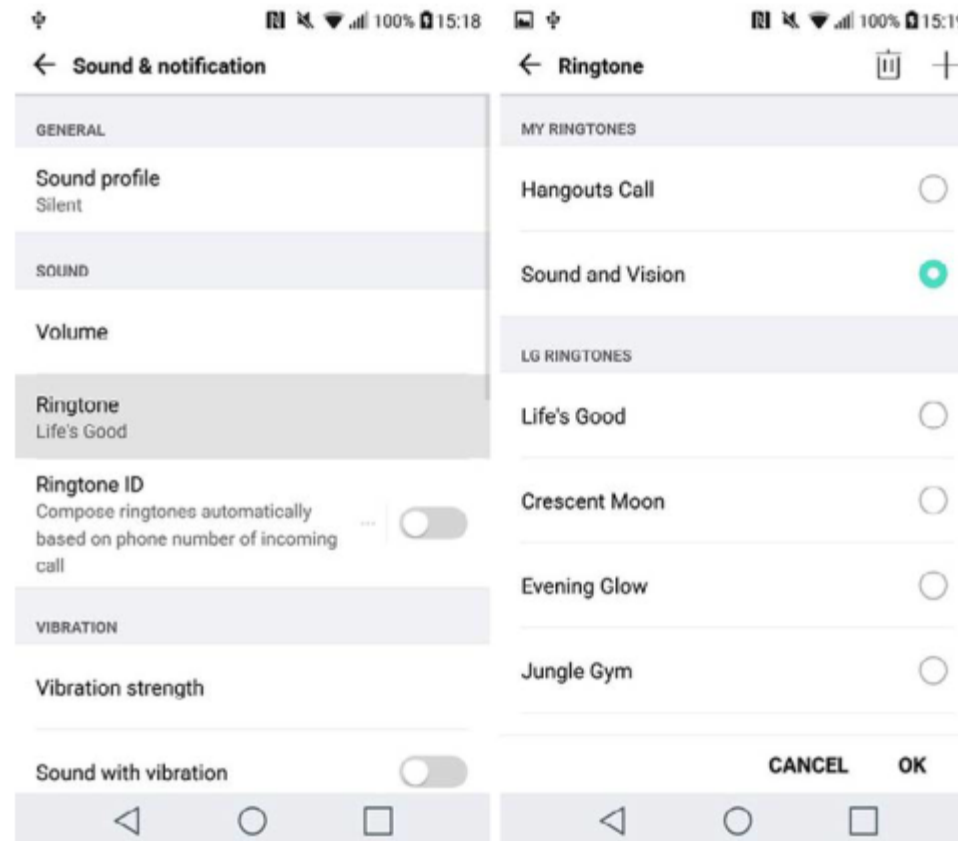 100% 15:18
Sound & notification
GENERAL
Sound profile
Silent
SOUND
Volume
Ringtone
Life's Good
Ringtone ID
Compose ringtones automatically
based on phone number of incoming
call
VIBRATION
Vibration strength
Sound with vibration
100% 15:19
Ringtone
MY RINGTONES
Hangouts Call
Sound and Vision
LG RINGTONES
Life's Good
Crescent Moon
Evening Glow
Jungle Gym
CANCEL OK